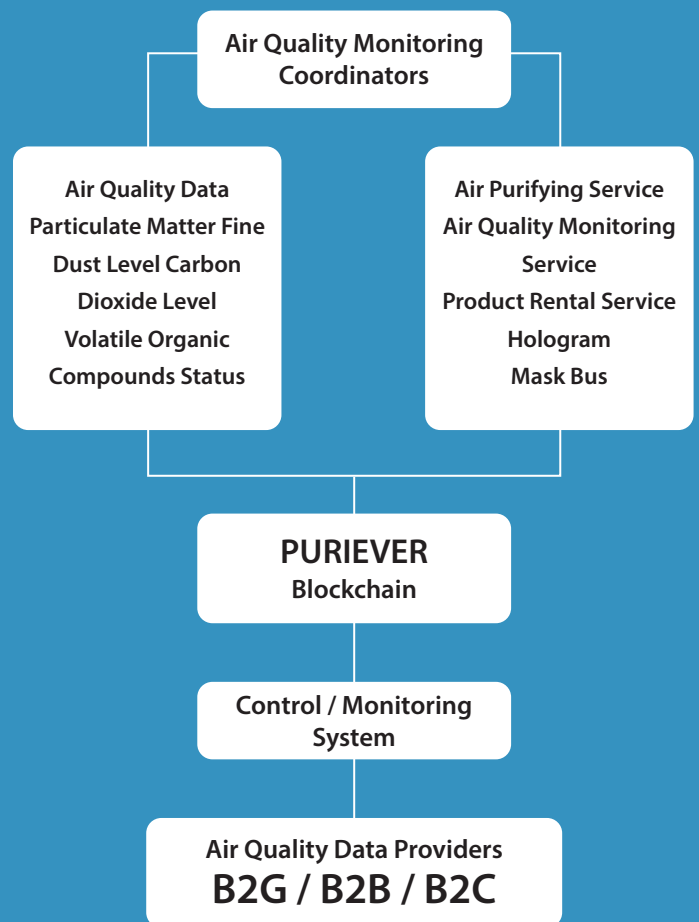 Air Quality Monitoring
Coordinators
Air Quality Data
Particulate Matter Fine
Dust Level Carbon
Dioxide Level
Volatile Organic
Compounds Status
Air Purifying Service
Air Quality Monitoring
Service
Product Rental Service
Hologram
Mask Bus
PURIEVER
Blockchain
Control / Monitoring
System
Air Quality Data Providers
B2G / B2B / B2C